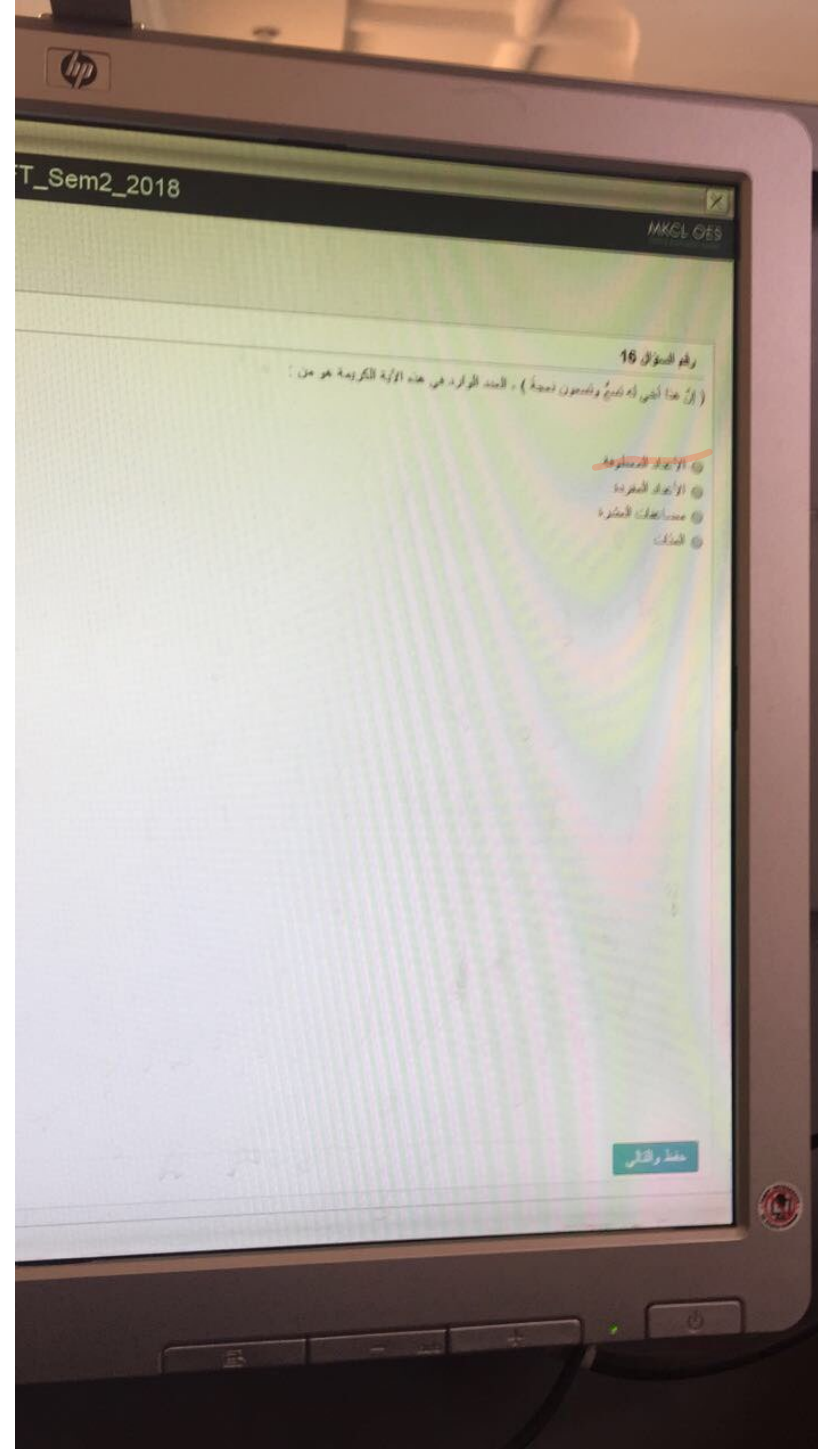 hp
T_Sem2_2018
MKCL OES
رقم السؤال 16
( إنّ هذا أخي له تسعٌ وتسعون نعجةً ) ، العدد الوارد في هذه الآية الكريمة هو من :
الأعداد المعطوفة
الأعداد المفردة
مضاعفات العشرة
المئات
حفظ والتالي